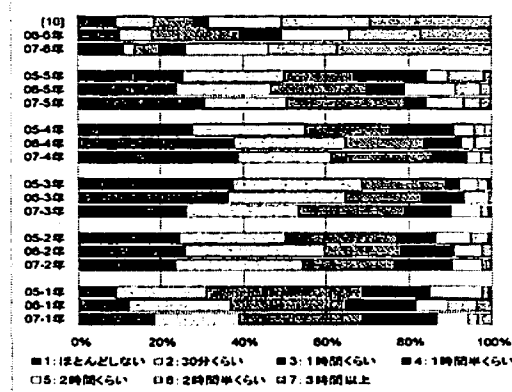 [10]
06-6年
07-6年
05-5年
06-5年
07-5年
05-4年
06-4年
07-4年
05-3年
06-3年
07-3年
05-2年
06-2年
07-2年
05-1年
06-1年
07-1年
0% 20% 40% 60% 80% 100%
■1:ほとんどしない □2:30分くらい ■3:1時間くらい ■4:1時間半くらい
□5:2時間くらい □6:2時間半くらい □7:3時間以上